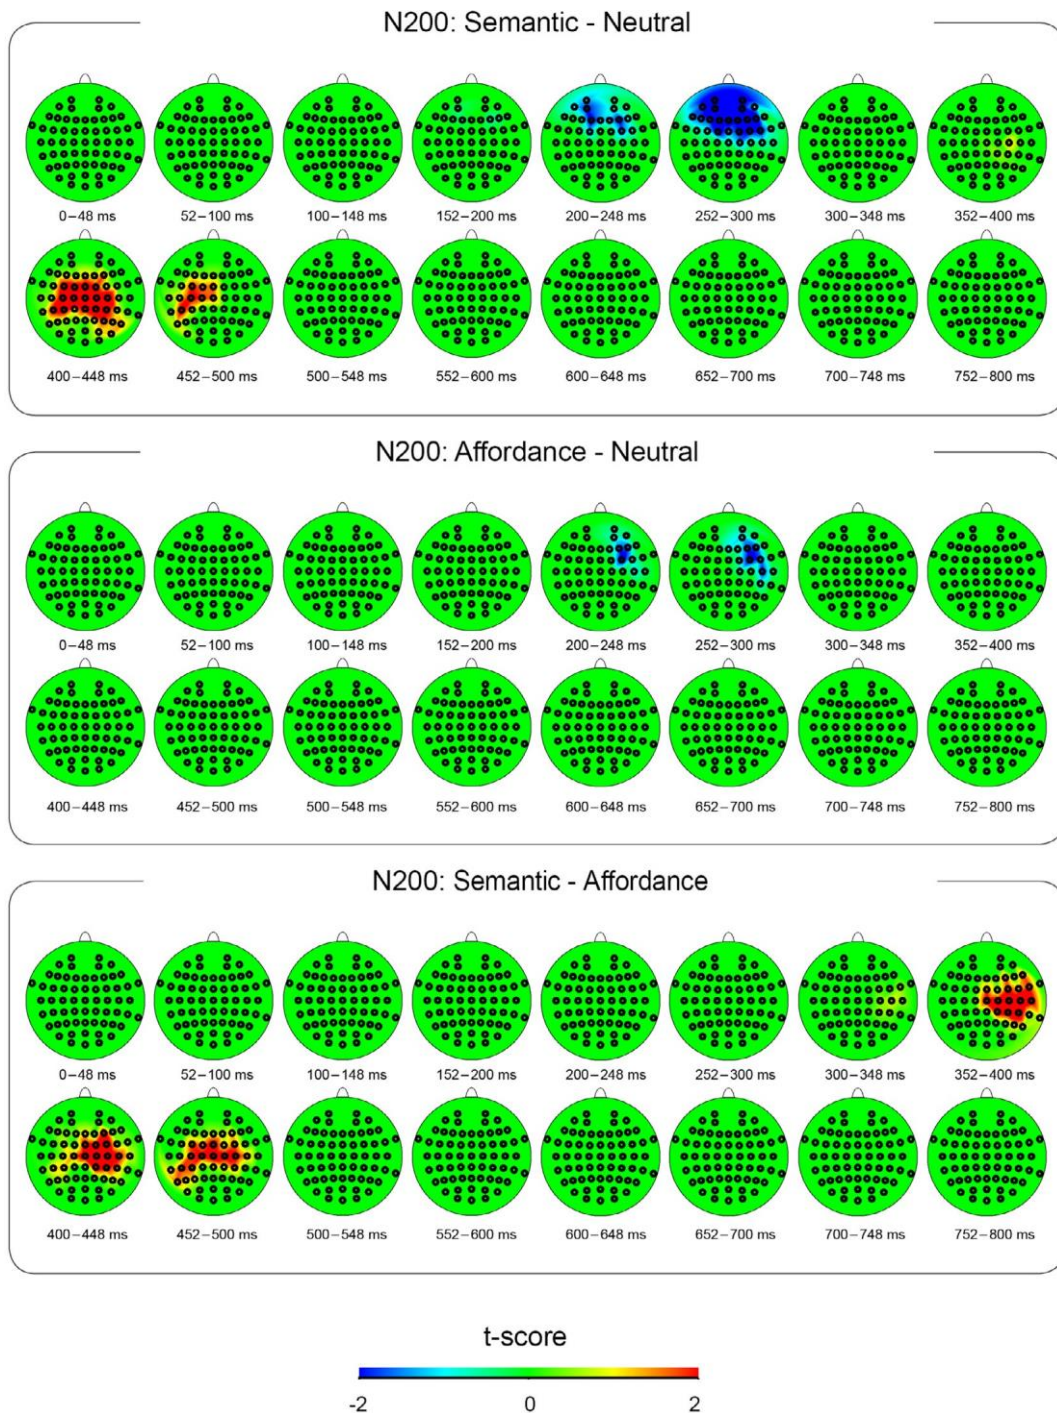 N200: Semantic - Neutral
0–48 ms 52–100 ms 100–148 ms 152–200 ms 200–248 ms 252–300 ms 300–348 ms 352–400 ms
400–448 ms 452–500 ms 500–548 ms 552–600 ms 600–648 ms 652–700 ms 700–748 ms 752–800 ms
N200: Affordance - Neutral
0–48 ms 52–100 ms 100–148 ms 152–200 ms 200–248 ms 252–300 ms 300–348 ms 352–400 ms
400–448 ms 452–500 ms 500–548 ms 552–600 ms 600–648 ms 652–700 ms 700–748 ms 752–800 ms
N200: Semantic - Affordance
0–48 ms 52–100 ms 100–148 ms 152–200 ms 200–248 ms 252–300 ms 300–348 ms 352–400 ms
400–448 ms 452–500 ms 500–548 ms 552–600 ms 600–648 ms 652–700 ms 700–748 ms 752–800 ms
t-score
-2 0 2